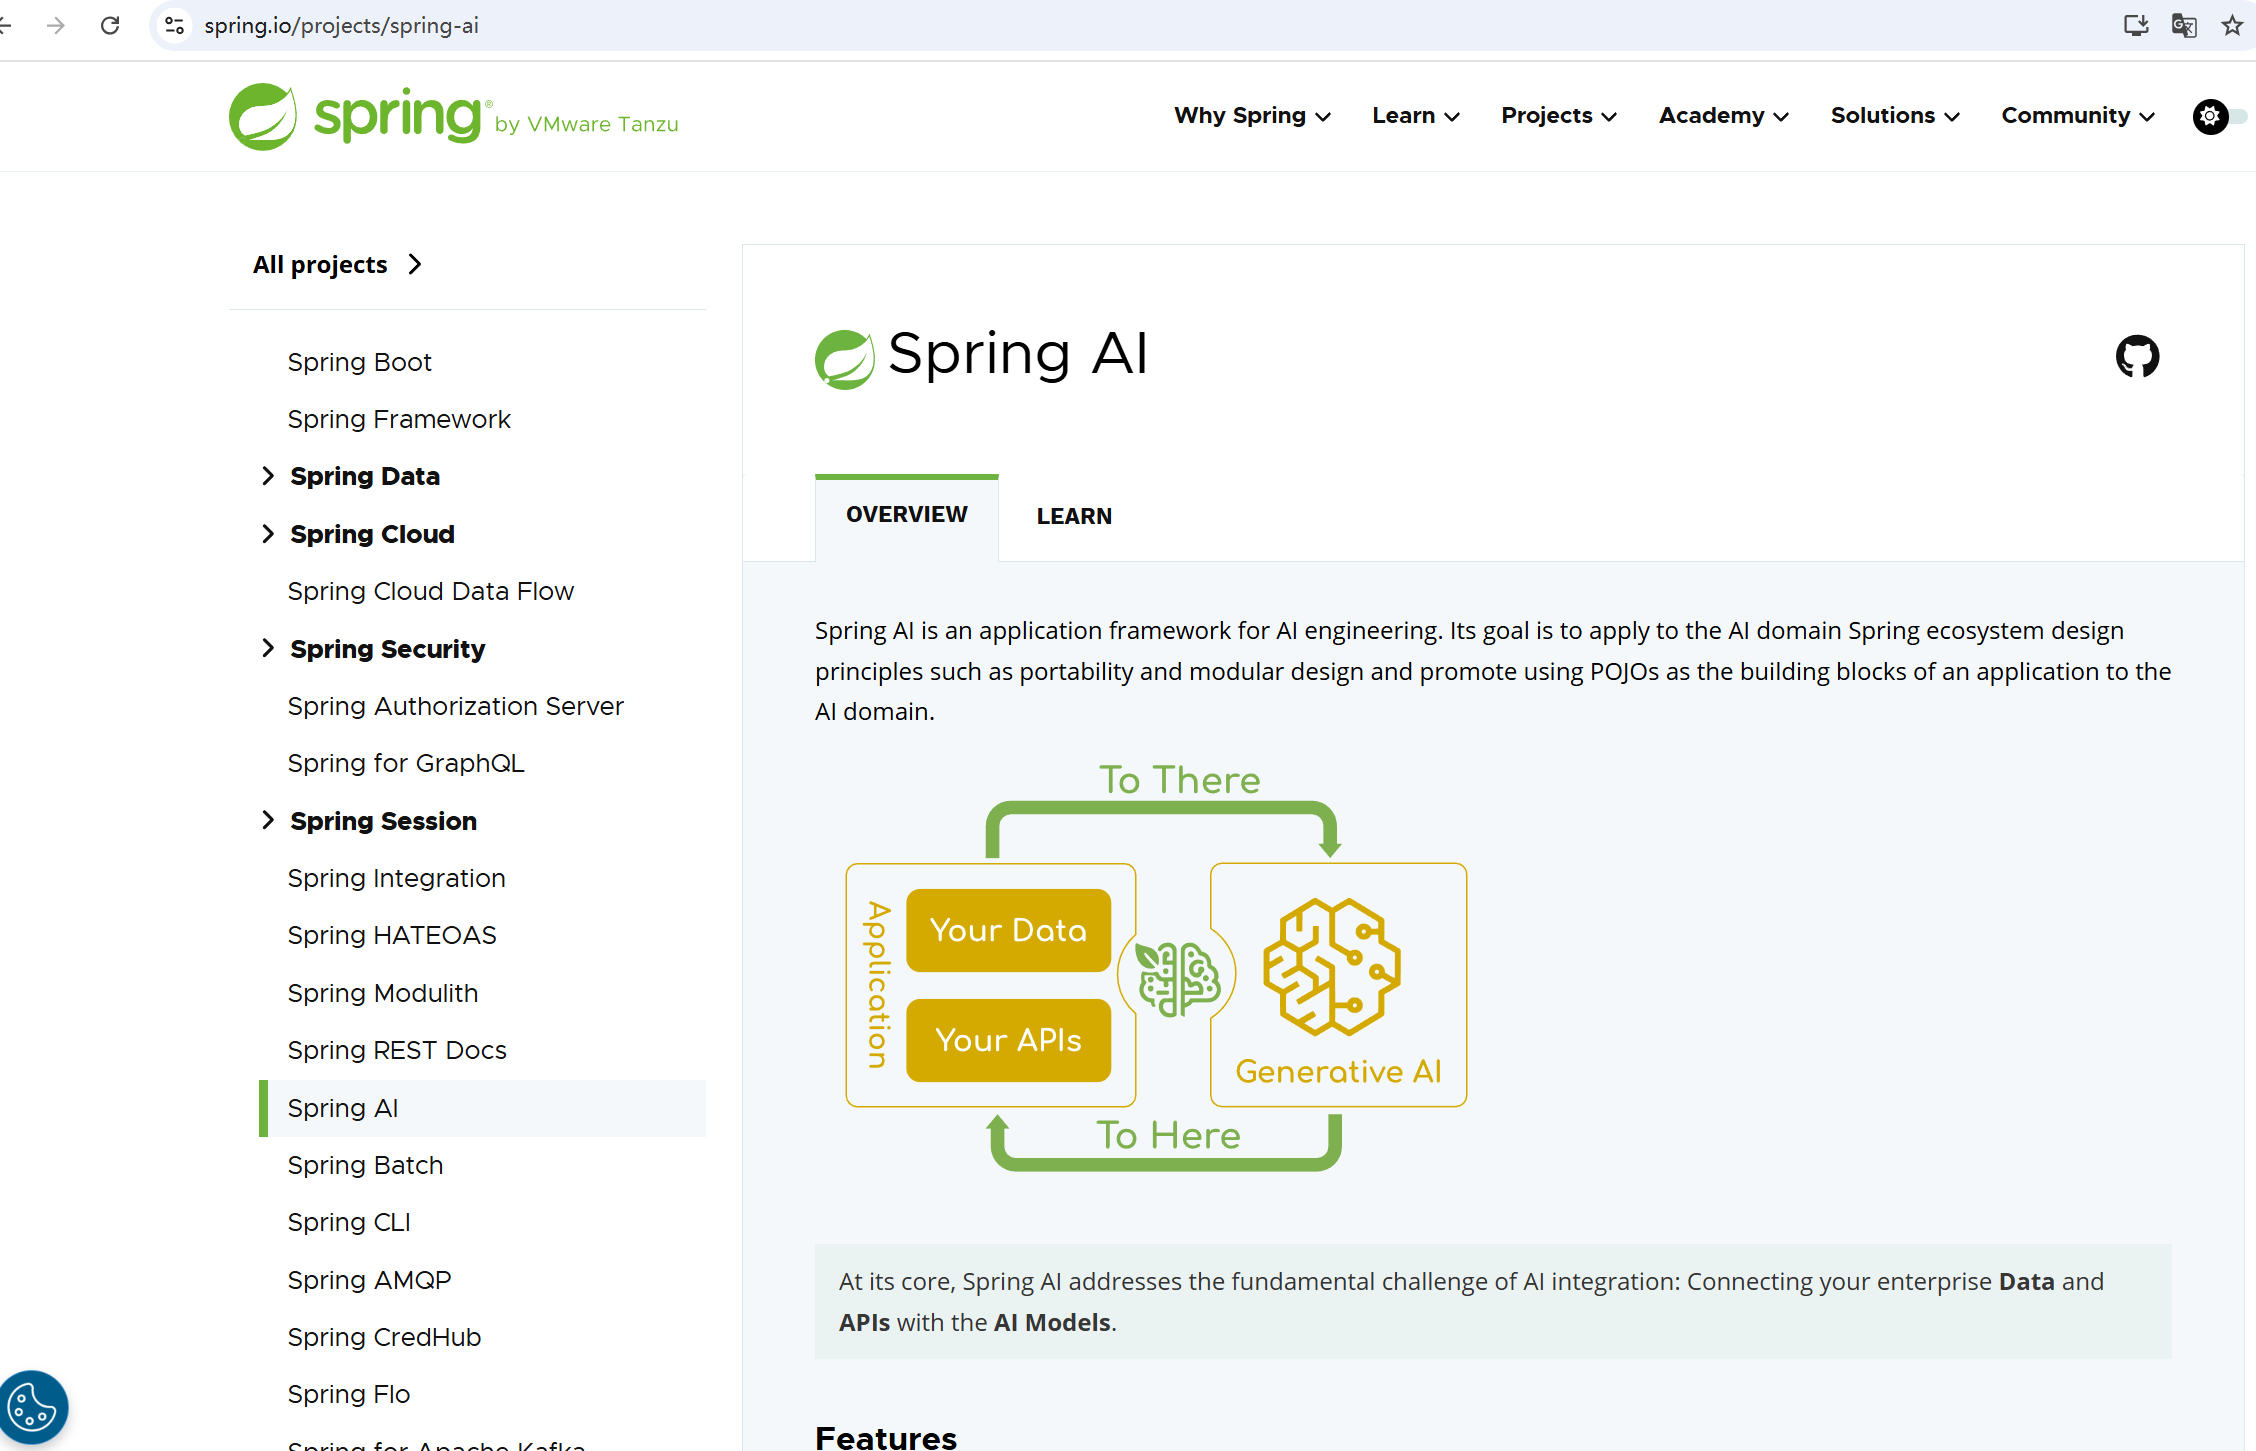 spring.io/projects/spring-ai
spring® by VMware Tanzu
Why Spring
Learn
Projects
Academy
Solutions
Community
All projects
Spring Boot
Spring Framework
Spring Data
Spring Cloud
Spring Cloud Data Flow
Spring Security
Spring Authorization Server
Spring for GraphQL
Spring Session
Spring Integration
Spring HATEOAS
Spring Modulith
Spring REST Docs
Spring AI
Spring Batch
Spring CLI
Spring AMQP
Spring CredHub
Spring Flo
Spring for Apache Kafka
Spring AI
OVERVIEW
LEARN
Spring AI is an application framework for AI engineering. Its goal is to apply to the AI domain Spring ecosystem design
principles such as portability and modular design and promote using POJOs as the building blocks of an application to the
AI domain.
To There
Application
Your Data
Your APIs
Generative AI
To Here
At its core, Spring AI addresses the fundamental challenge of AI integration: Connecting your enterprise Data and
APIs with the AI Models.
Features